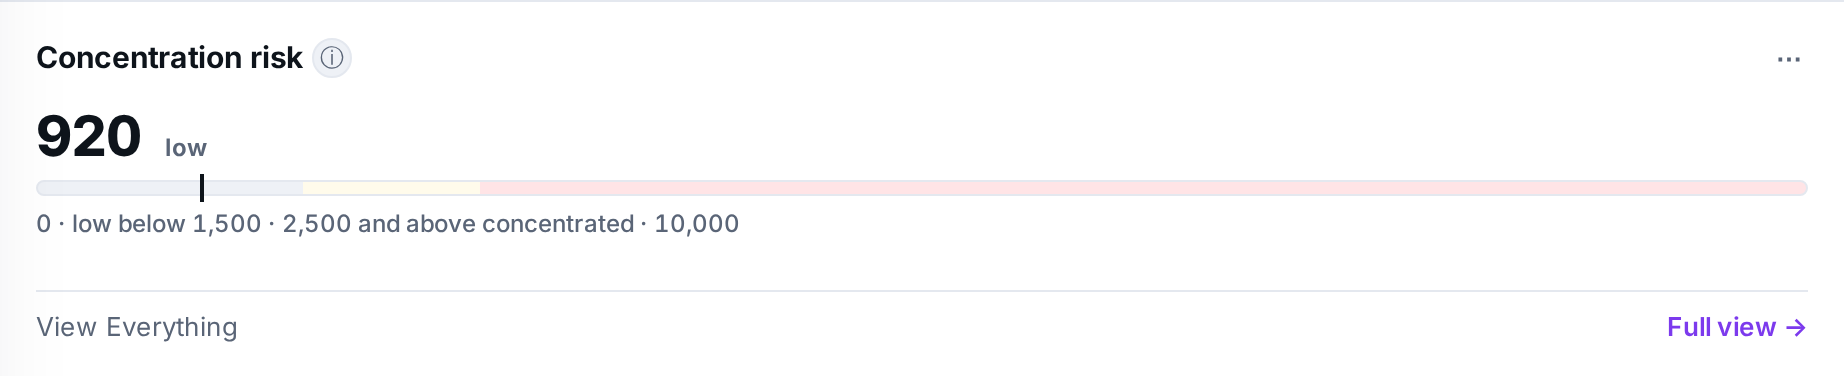 Concentration risk ⓘ
...
920 low
0 · low below 1,500 · 2,500 and above concentrated · 10,000
View Everything
Full view →